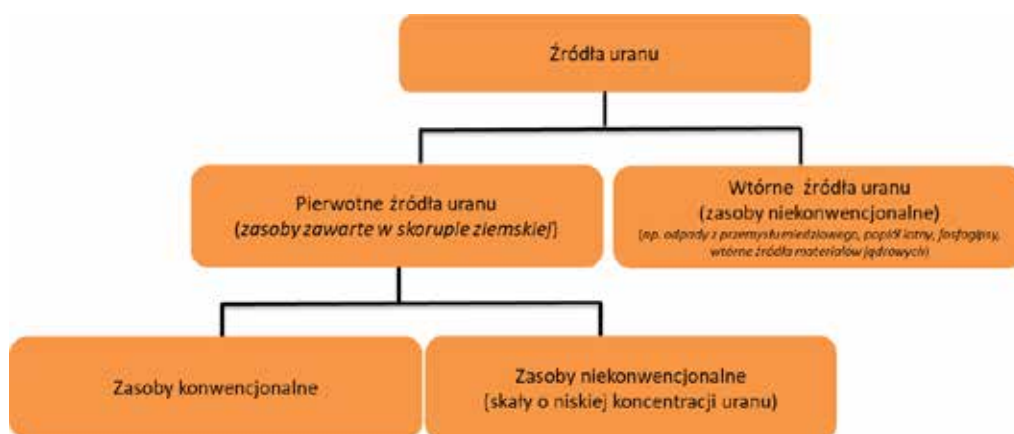 Źródła uranu
Pierwotne źródła uranu
(zasoby zawarte w skorupie ziemskiej)
Wtórne źródła uranu
(zasoby niekonwencjonalne)
(np. odpady z przemysłu miedziowego, popiół lotny, fosfogipsy,
wtórne źródła materiałów jądrowych)
Zasoby konwencjonalne
Zasoby niekonwencjonalne
(skały o niskiej koncentracji uranu)